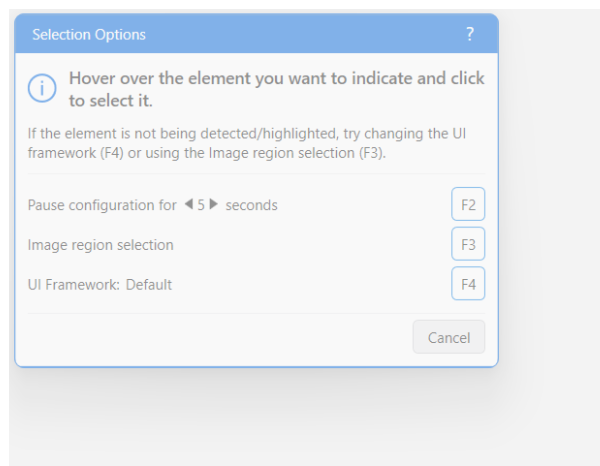 Selection Options ?
Hover over the element you want to indicate and click
to select it.
If the element is not being detected/highlighted, try changing the UI
framework (F4) or using the Image region selection (F3).
Pause configuration for 5 seconds F2
Image region selection F3
UI Framework: Default F4
Cancel